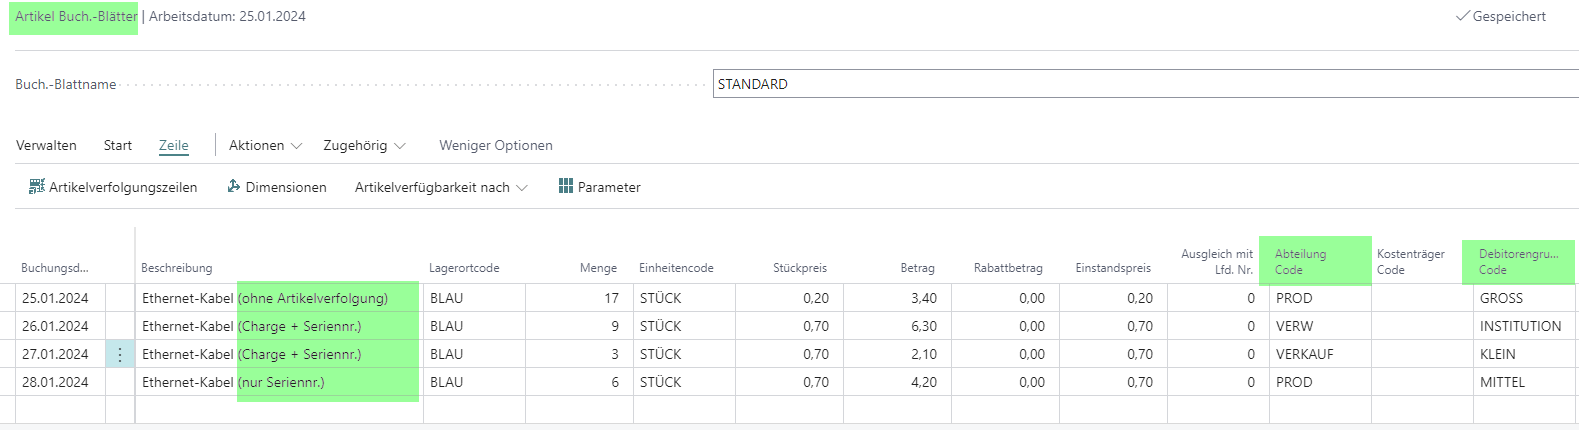 Artikel Buch.-Blätter | Arbeitsdatum: 25.01.2024
Gespeichert
Buch.-Blattname
STANDARD
Verwalten Start Zeile Aktionen Zugehörig Weniger Optionen
Artikelverfolgungszeilen Dimensionen Artikelverfügbarkeit nach Parameter
Buchungsd... Beschreibung Lagerortcode Menge Einheitencode Stückpreis Betrag Rabattbetrag Einstandspreis Ausgleich mit Lfd. Nr. Abteilung Code Kostenträger Code Debitorengru... Code
25.01.2024 Ethernet-Kabel (ohne Artikelverfolgung) BLAU 17 STÜCK 0,20 3,40 0,00 0,20 0 PROD GROSS
26.01.2024 Ethernet-Kabel (Charge + Seriennr.) BLAU 9 STÜCK 0,70 6,30 0,00 0,70 0 VERW INSTITUTION
27.01.2024 Ethernet-Kabel (Charge + Seriennr.) BLAU 3 STÜCK 0,70 2,10 0,00 0,70 0 VERKAUF KLEIN
28.01.2024 Ethernet-Kabel (nur Seriennr.) BLAU 6 STÜCK 0,70 4,20 0,00 0,70 0 PROD MITTEL